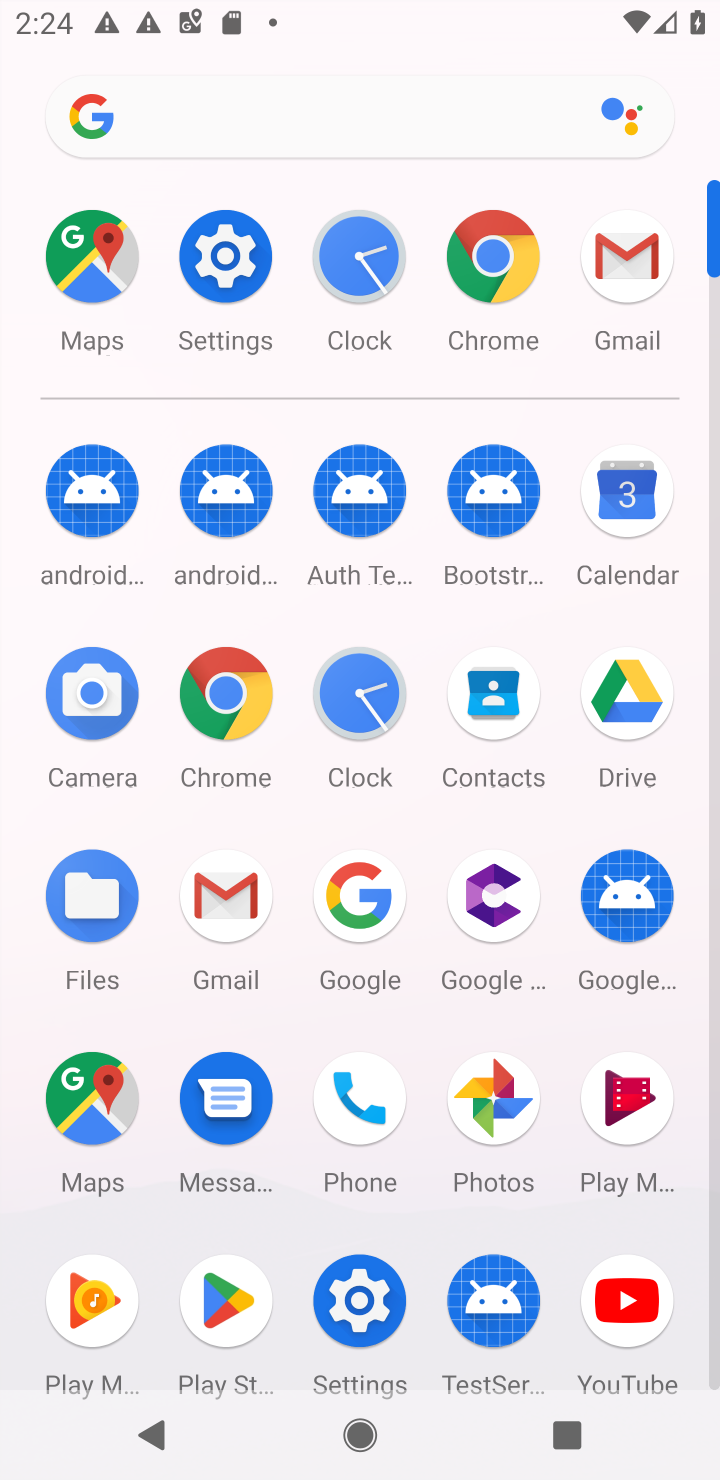 2:24
Maps Settings Clock Chrome Gmail
android... android... Auth Te... Bootstr... Calendar
3
Camera Chrome Clock Contacts Drive
Files Gmail Google Google ... Google...
Maps Messa... Phone Photos Play M...
Play M... Play St... Settings TestSer... YouTube